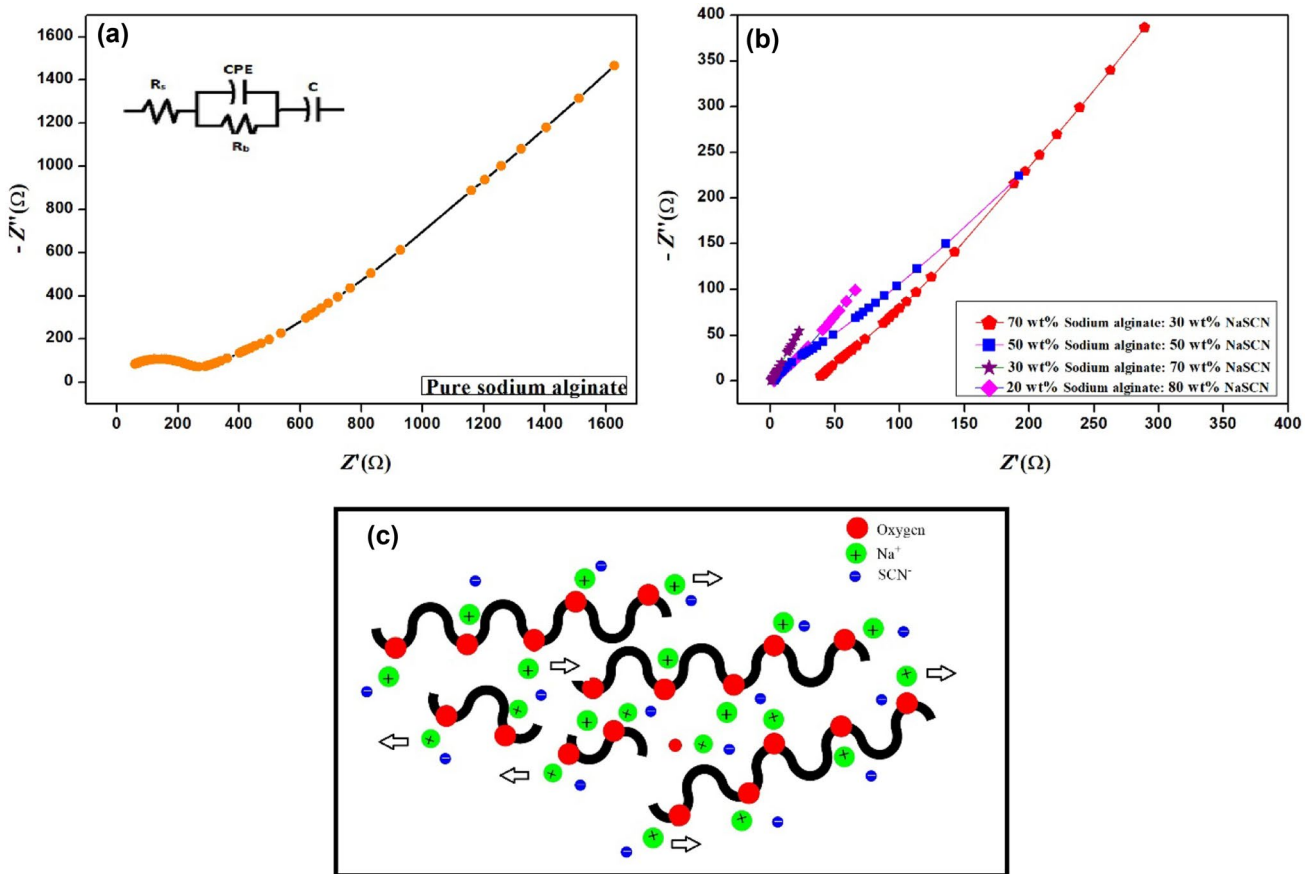 (a)
1600
1400
1200
1000
800
600
400
200
0
- Z''(Ω)
Rs
CPE
Rb
C
Pure sodium alginate
0 200 400 600 800 1000 1200 1400 1600
Z'(Ω)
(b)
400
350
300
250
200
150
100
50
0
- Z''(Ω)
70 wt% Sodium alginate: 30 wt% NaSCN
50 wt% Sodium alginate: 50 wt% NaSCN
30 wt% Sodium alginate: 70 wt% NaSCN
20 wt% Sodium alginate: 80 wt% NaSCN
0 50 100 150 200 250 300 350 400
Z'(Ω)
(c)
Oxygen
Na⁺
SCN⁻